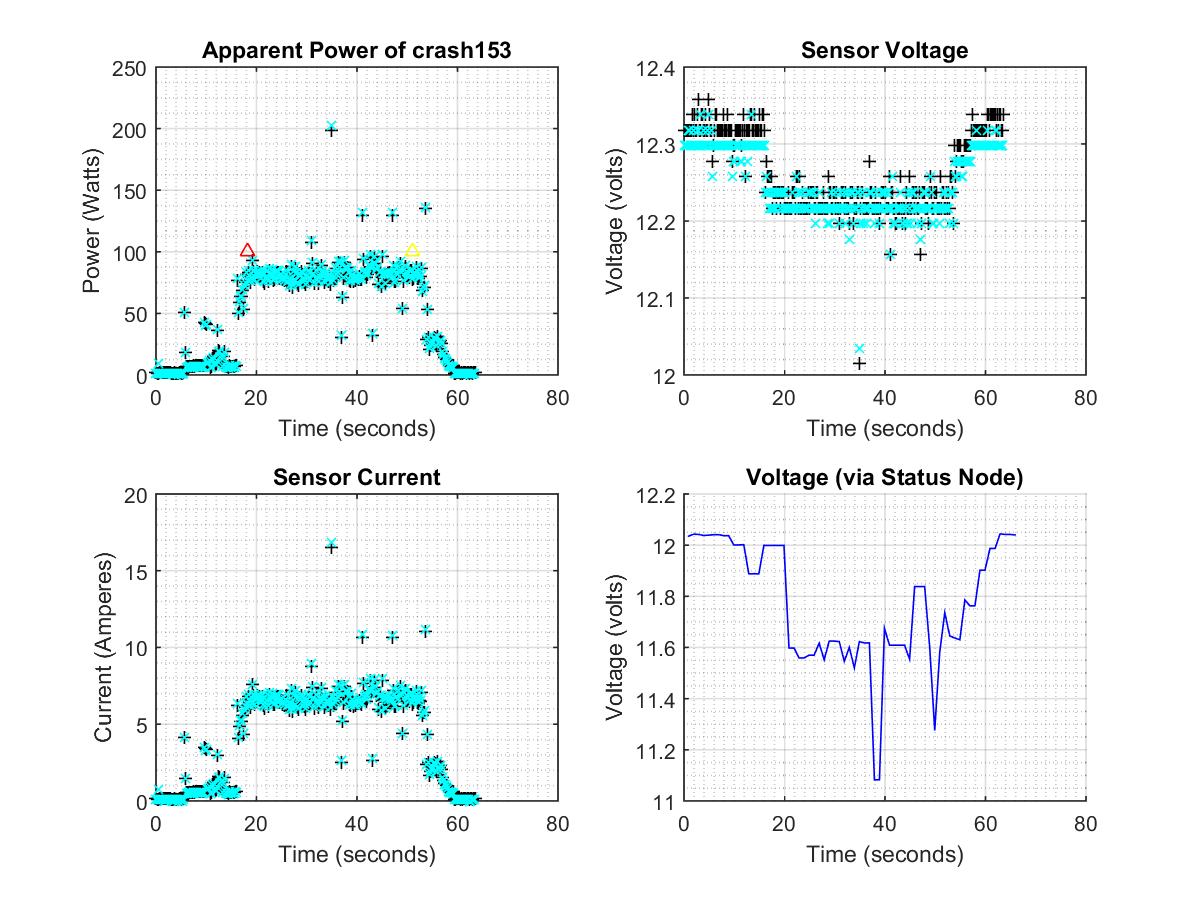 Apparent Power of crash153
250
200
150
100
50
0
Power (Watts)
0 20 40 60 80
Time (seconds)
Sensor Voltage
12.4
12.3
12.2
12.1
12
Voltage (volts)
0 20 40 60 80
Time (seconds)
Sensor Current
20
15
10
5
0
Current (Amperes)
0 20 40 60 80
Time (seconds)
Voltage (via Status Node)
12.2
12
11.8
11.6
11.4
11.2
11
Voltage (volts)
0 20 40 60 80
Time (seconds)